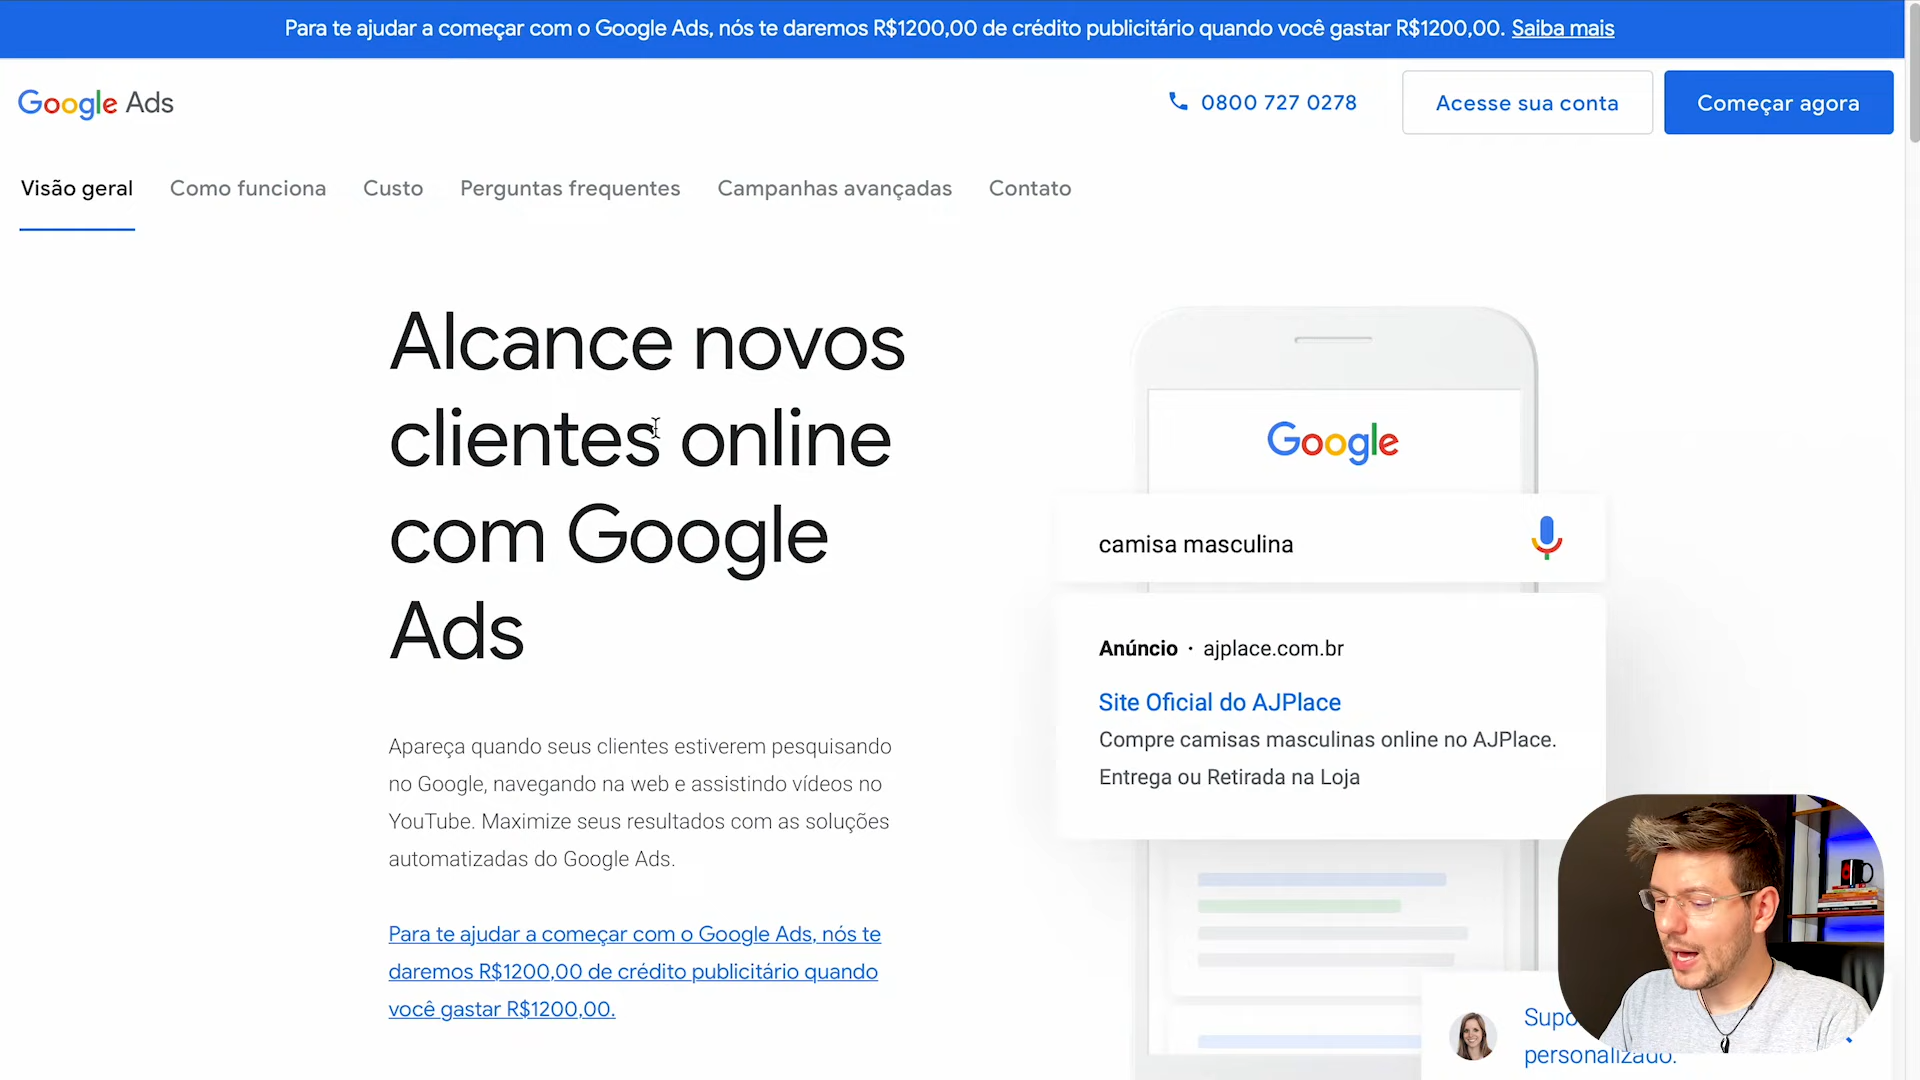 Para te ajudar a começar com o Google Ads, nós te daremos R$1200,00 de crédito publicitário quando você gastar R$1200,00. Saiba mais
Google Ads
0800 727 0278
Acesse sua conta
Começar agora
Visão geral
Como funciona
Custo
Perguntas frequentes
Campanhas avançadas
Contato
Alcance novos
clientes online
com Google
Ads
Apareça quando seus clientes estiverem pesquisando
no Google, navegando na web e assistindo vídeos no
YouTube. Maximize seus resultados com as soluções
automatizadas do Google Ads.
Para te ajudar a começar com o Google Ads, nós te
daremos R$1200,00 de crédito publicitário quando
você gastar R$1200,00.
Google
camisa masculina
Anúncio · ajplace.com.br
Site Oficial do AJPlace
Compre camisas masculinas online no AJPlace.
Entrega ou Retirada na Loja
personalizado.